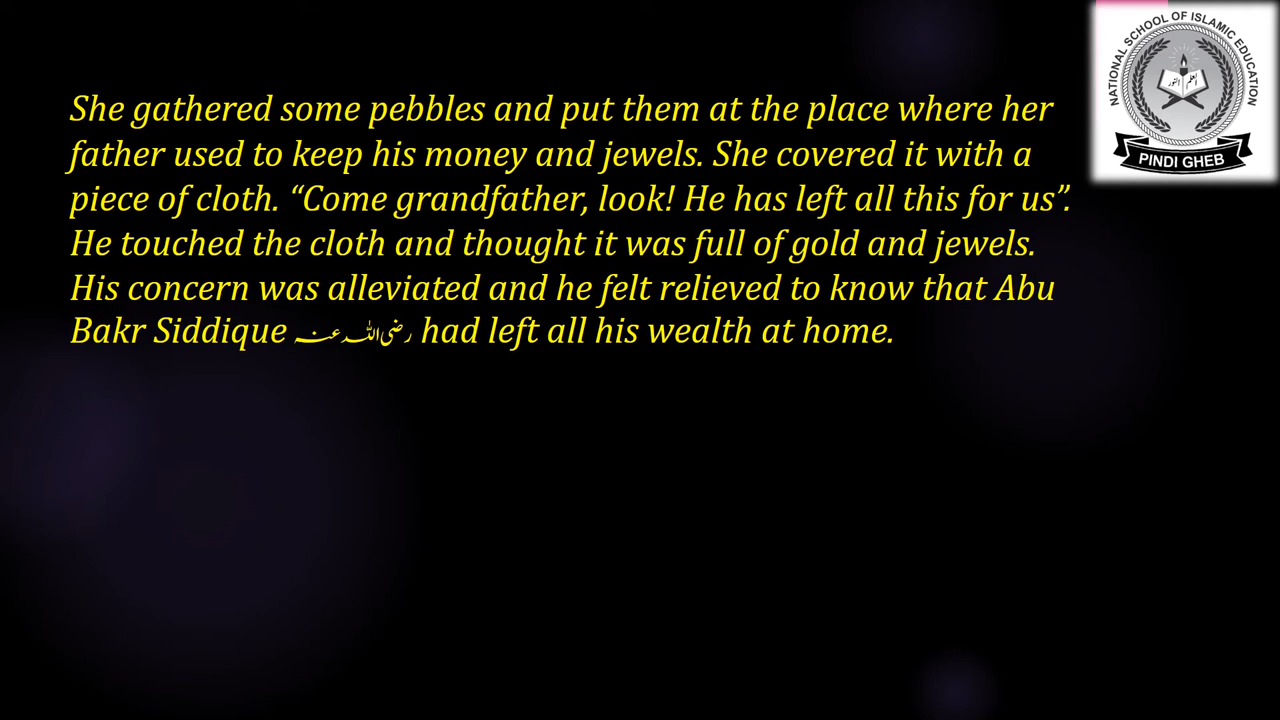 NATIONAL SCHOOL OF ISLAMIC EDUCATION
PINDI GHEB
She gathered some pebbles and put them at the place where her
father used to keep his money and jewels. She covered it with a
piece of cloth. “Come grandfather, look! He has left all this for us”.
He touched the cloth and thought it was full of gold and jewels.
His concern was alleviated and he felt relieved to know that Abu
Bakr Siddique رضی اللہ عنہ had left all his wealth at home.